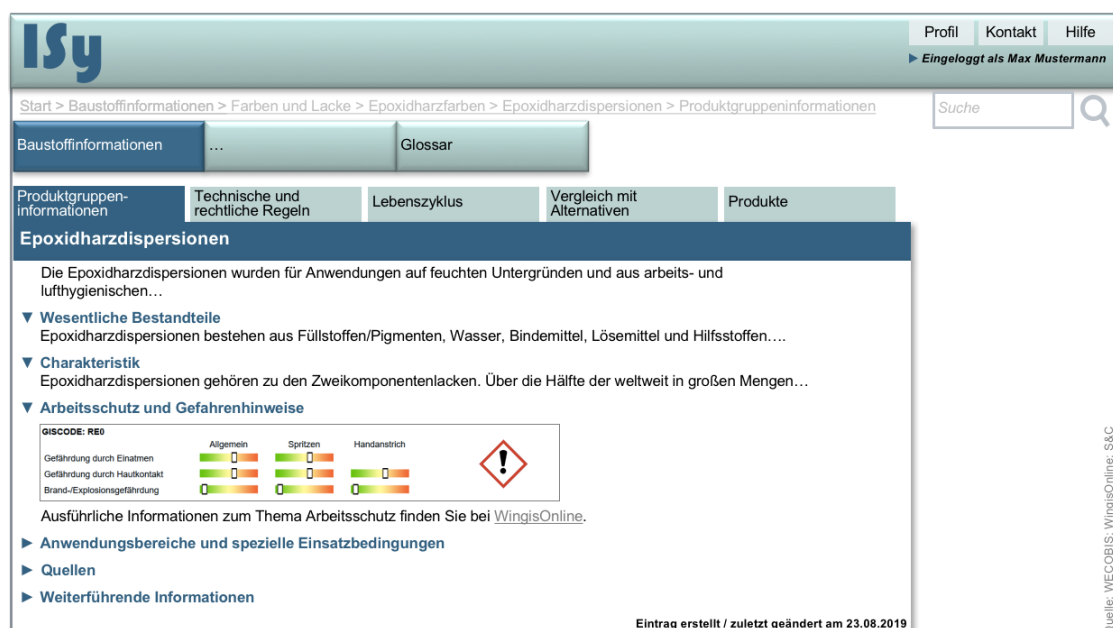 ISy
Profil Kontakt Hilfe
Eingeloggt als Max Mustermann
Start > Baustoffinformationen > Farben und Lacke > Epoxidharzfarben > Epoxidharzdispersionen > Produktgruppeninformationen
Suche
Baustoffinformationen
…
Glossar
Produktgruppen-
informationen
Technische und
rechtliche Regeln
Lebenszyklus
Vergleich mit
Alternativen
Produkte
Epoxidharzdispersionen
Die Epoxidharzdispersionen wurden für Anwendungen auf feuchten Untergründen und aus arbeits- und
lufthygienischen…
▼ Wesentliche Bestandteile
Epoxidharzdispersionen bestehen aus Füllstoffen/Pigmenten, Wasser, Bindemittel, Lösemittel und Hilfsstoffen….
▼ Charakteristik
Epoxidharzdispersionen gehören zu den Zweikomponentenlacken. Über die Hälfte der weltweit in großen Mengen…
▼ Arbeitsschutz und Gefahrenhinweise
GISCODE: RE0
Allgemein Spritzen Handanstrich
Gefährdung durch Einatmen
Gefährdung durch Hautkontakt
Brand-/Explosionsgefährdung
Ausführliche Informationen zum Thema Arbeitsschutz finden Sie bei WingisOnline.
► Anwendungsbereiche und spezielle Einsatzbedingungen
► Quellen
► Weiterführende Informationen
Eintrag erstellt / zuletzt geändert am 23.08.2019
Quelle: WECOBIS; WingisOnline; S&C